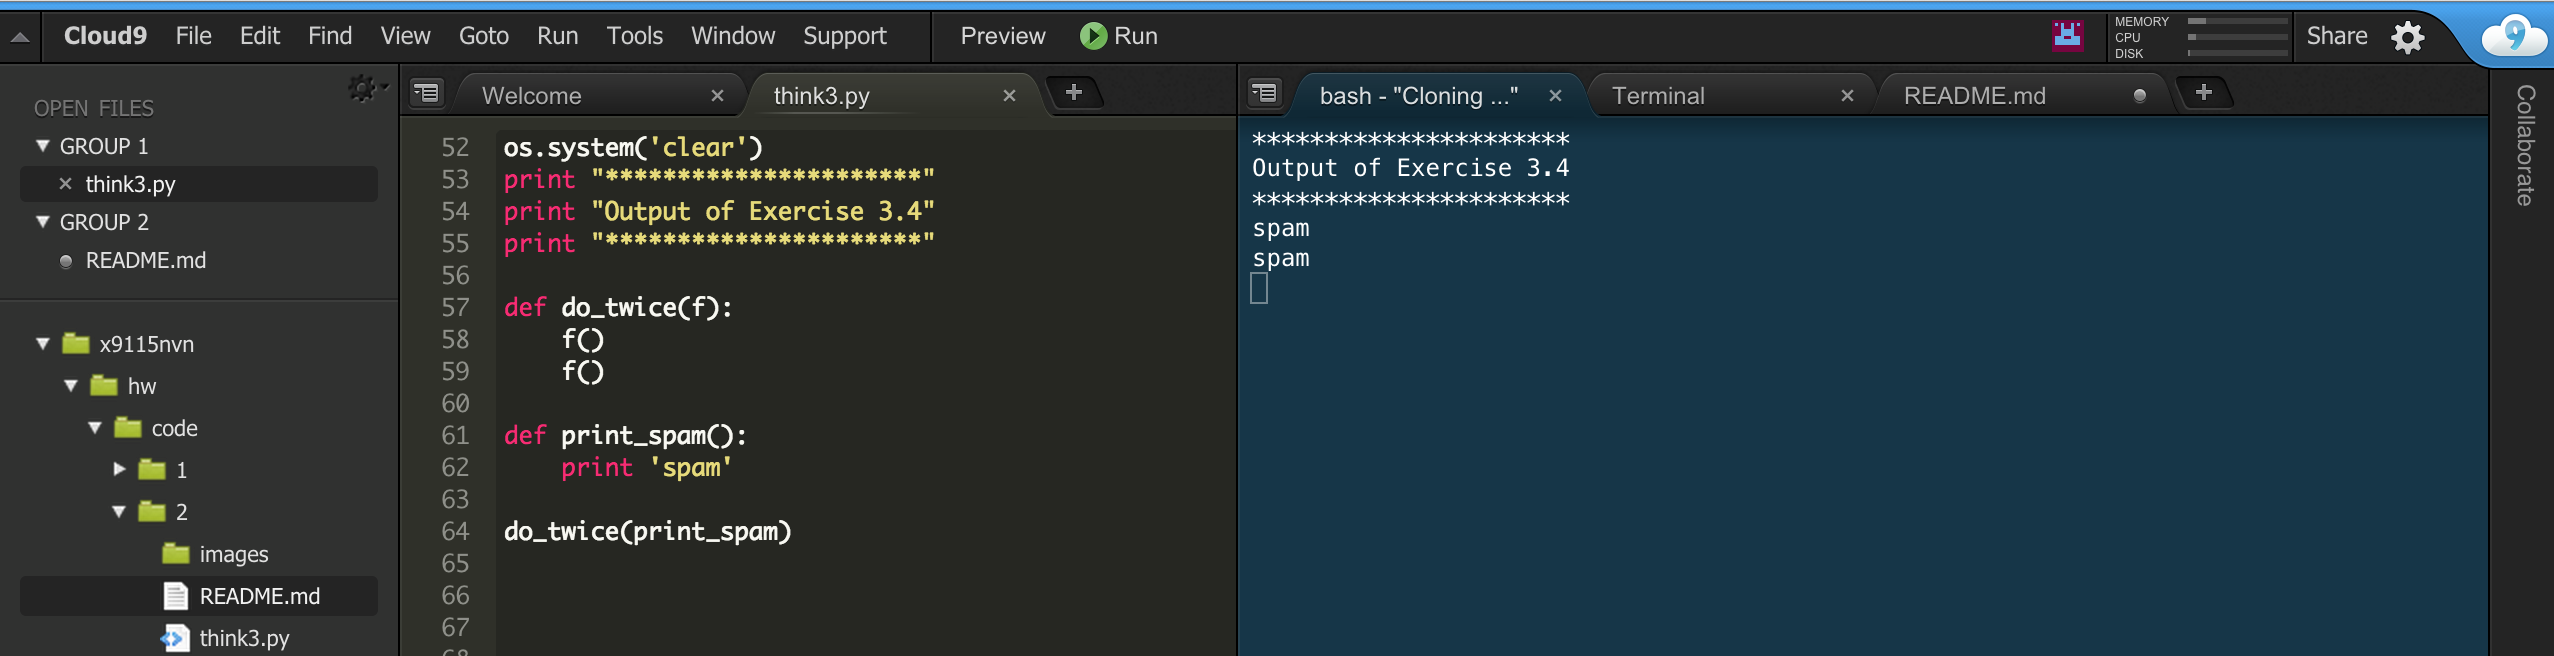 Cloud9 File Edit Find View Goto Run Tools Window Support Preview Run MEMORY CPU DISK Share 9
OPEN FILES
GROUP 1
think3.py
GROUP 2
README.md
x9115nvn
hw
code
1
2
images
README.md
think3.py
Welcome think3.py
52 os.system('clear')
53 print "**********************"
54 print "Output of Exercise 3.4"
55 print "**********************"
56
57 def do_twice(f):
58     f()
59     f()
60
61 def print_spam():
62     print 'spam'
63
64 do_twice(print_spam)
65
66
67
68
bash - "Cloning ..." Terminal README.md
**********************
Output of Exercise 3.4
**********************
spam
spam
Collaborate